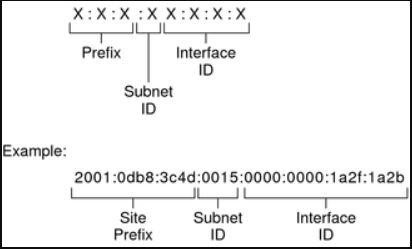 X : X : X : X X : X : X : X
Prefix Interface
ID
Subnet
ID
Example:
2001:0db8:3c4d:0015:0000:0000:1a2f:1a2b
Site Subnet Interface
Prefix ID ID